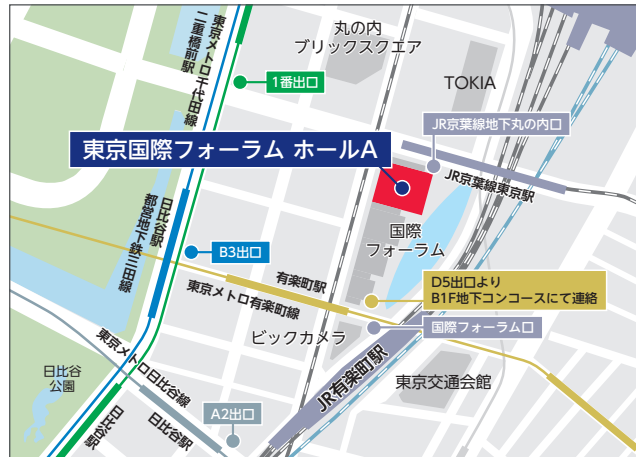 丸の内
ブリックスクエア
TOKIA
東京メトロ千代田線
二重橋前駅
1番出口
JR京葉線地下丸の内口
東京国際フォーラム ホールA
JR京葉線東京駅
日比谷駅
都営地下鉄三田線
国際
フォーラム
B3出口
有楽町駅
東京メトロ有楽町線
D5出口より
B1F地下コンコースにて連絡
ビックカメラ
国際フォーラム口
JR有楽町駅
東京交通会館
東京メトロ日比谷線
日比谷
公園
日比谷駅
A2出口
日比谷駅